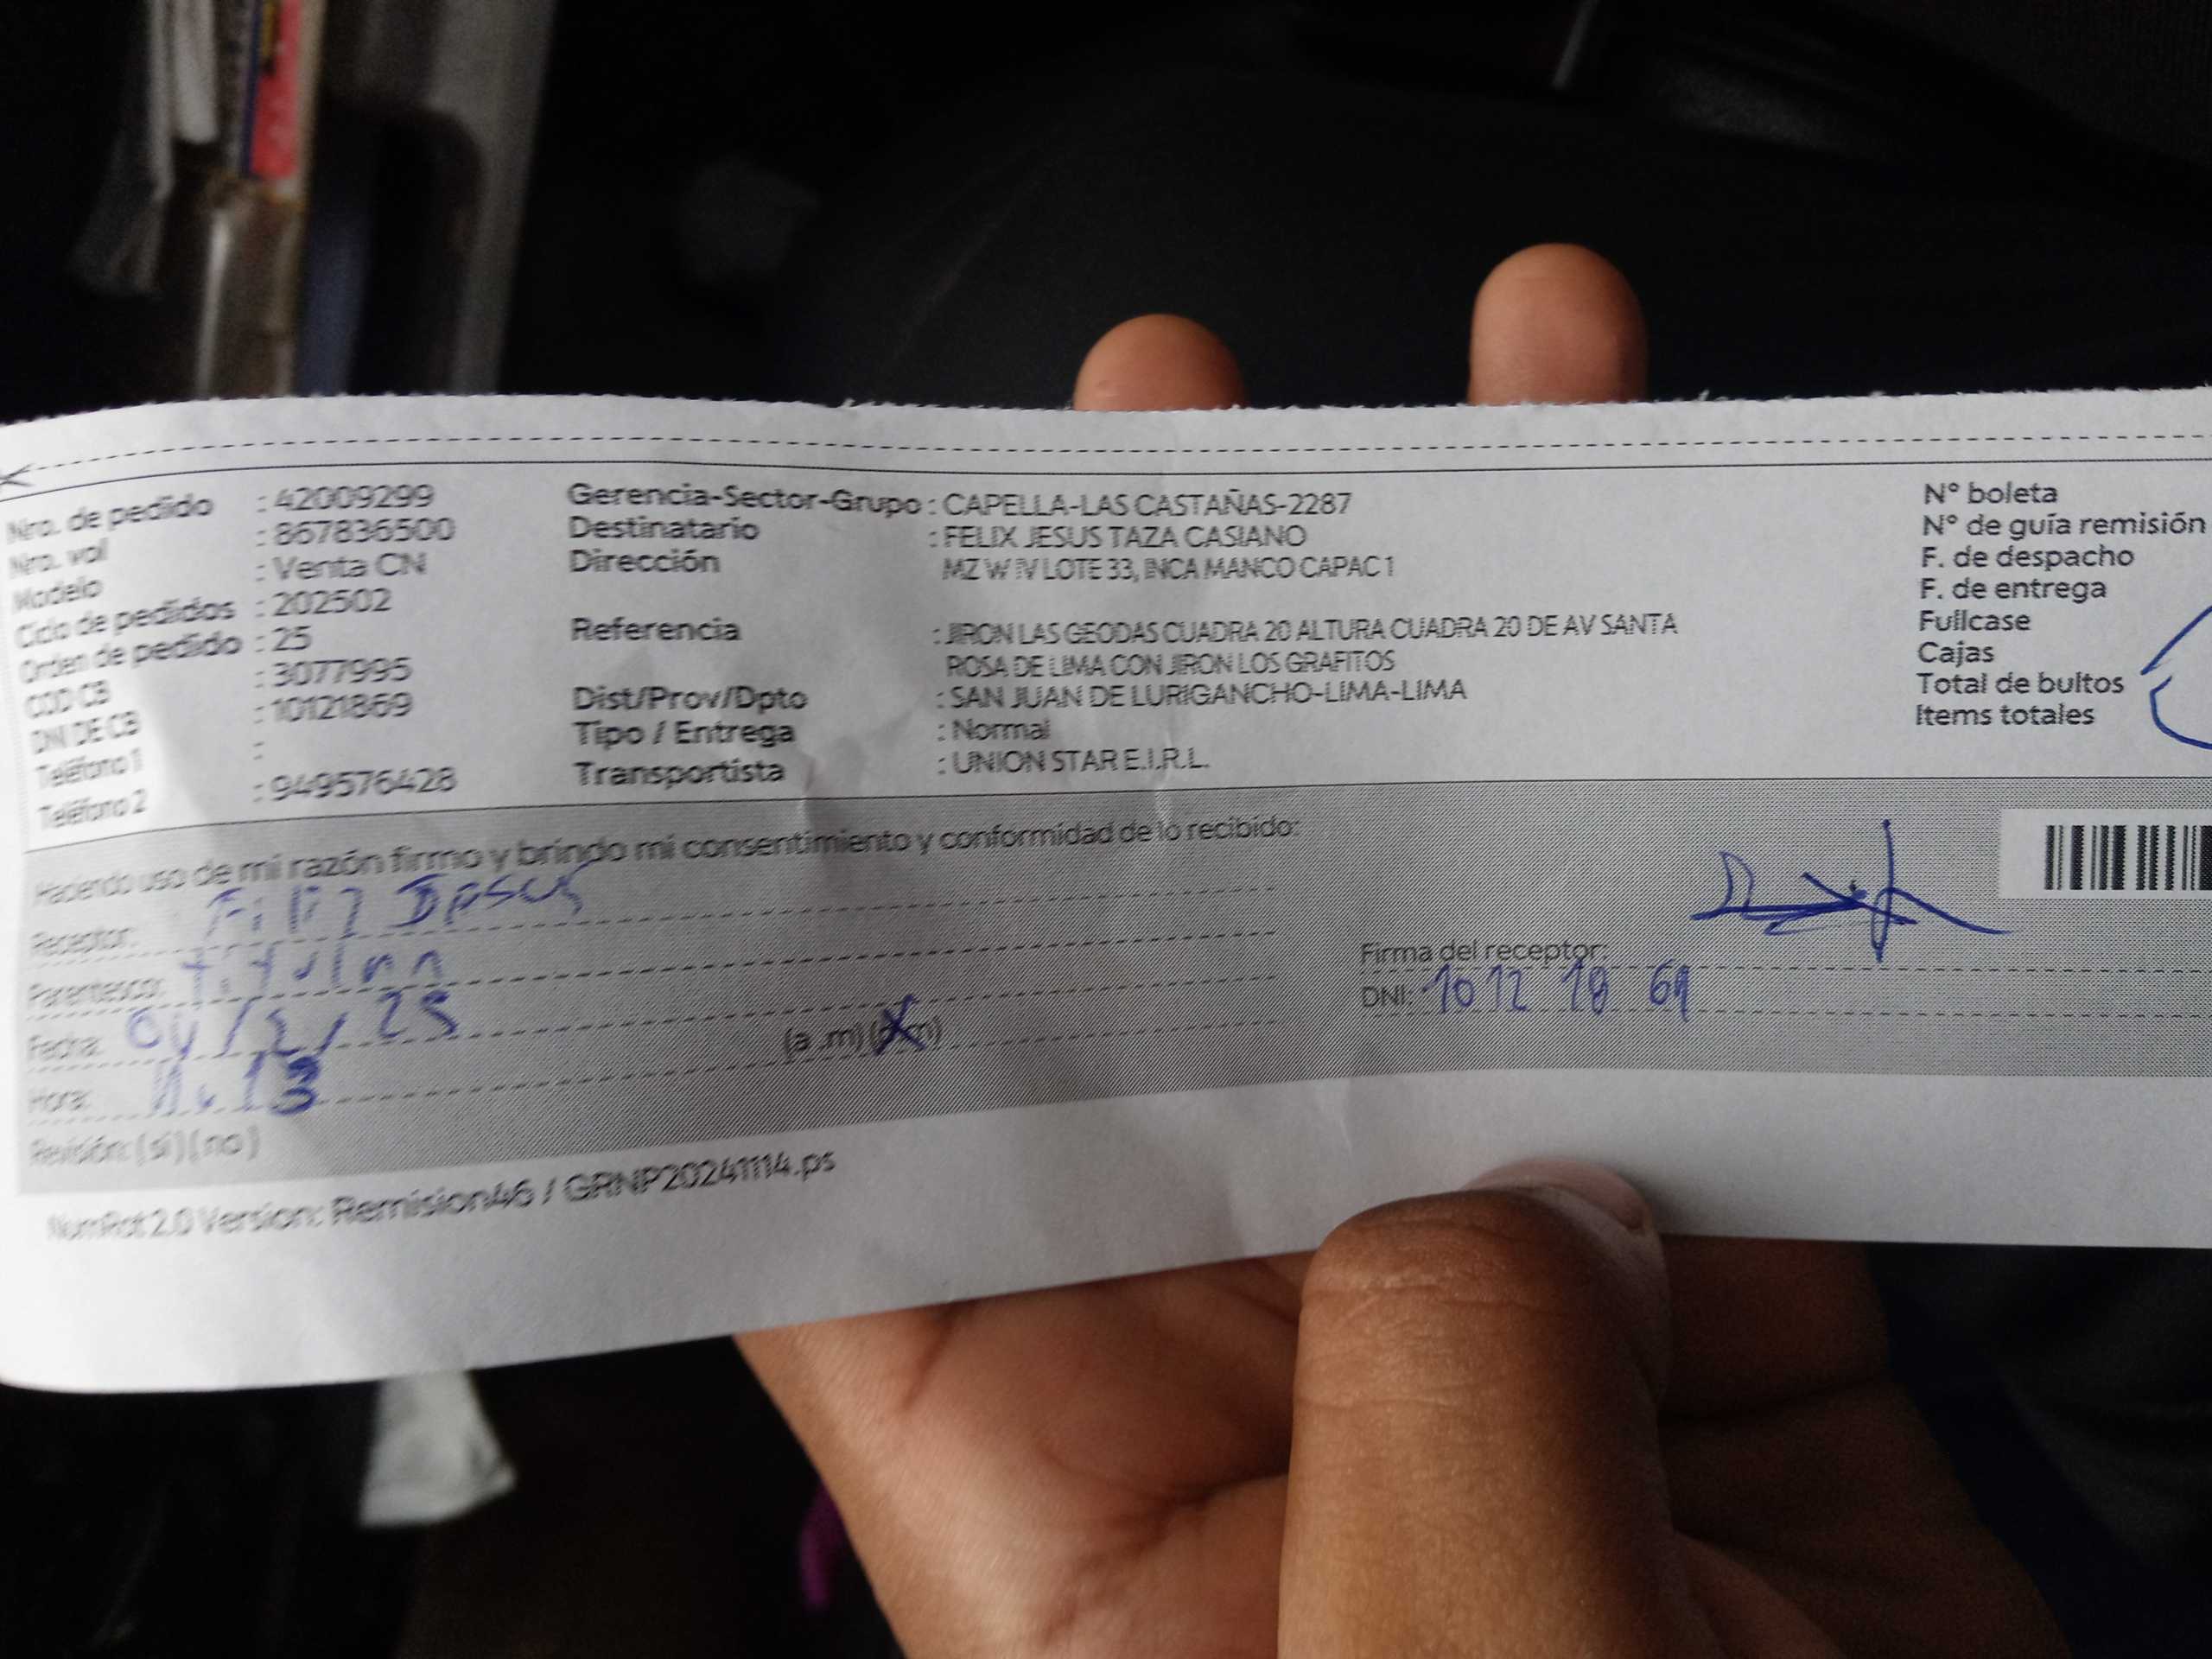 Nro. de pedido : 42009299
Nro. vol : 867836500
Modelo : Venta CN
Ciclo de pedidos : 202502
Orden de pedido : 25
COD CB : 3077995
DNI DE CB : 10121869
Teléfono 1 :
Teléfono 2 : 949576428
Gerencia-Sector-Grupo : CAPELLA-LAS CASTAÑAS-2287
Destinatario : FELIX JESUS TAZA CASIANO
Dirección MZ W IV LOTE 33, INCA MANCO CAPAC 1
Referencia : JIRON LAS GEODAS CUADRA 20 ALTURA CUADRA 20 DE AV SANTA
ROSA DE LIMA CON JIRON LOS GRAFITOS
Dist/Prov/Dpto : SAN JUAN DE LURIGANCHO-LIMA-LIMA
Tipo / Entrega : Normal
Transportista : UNION STAR E.I.R.L.
N° boleta
N° de guía remisión
F. de despacho
F. de entrega
Fullcase
Cajas
Total de bultos
Items totales
Haciendo uso de mi razón firmo y brindo mi consentimiento y conformidad de lo recibido:
Receptor: Jesus
Parentesco: titular
Fecha: 04/2/25
Hora: (a .m) (p.m)
Revisión: (si) (no)
Firma del receptor:
DNI: 10 12 18 69
NumRot 2.0 Version: Remision46 / GRNP20241114.ps